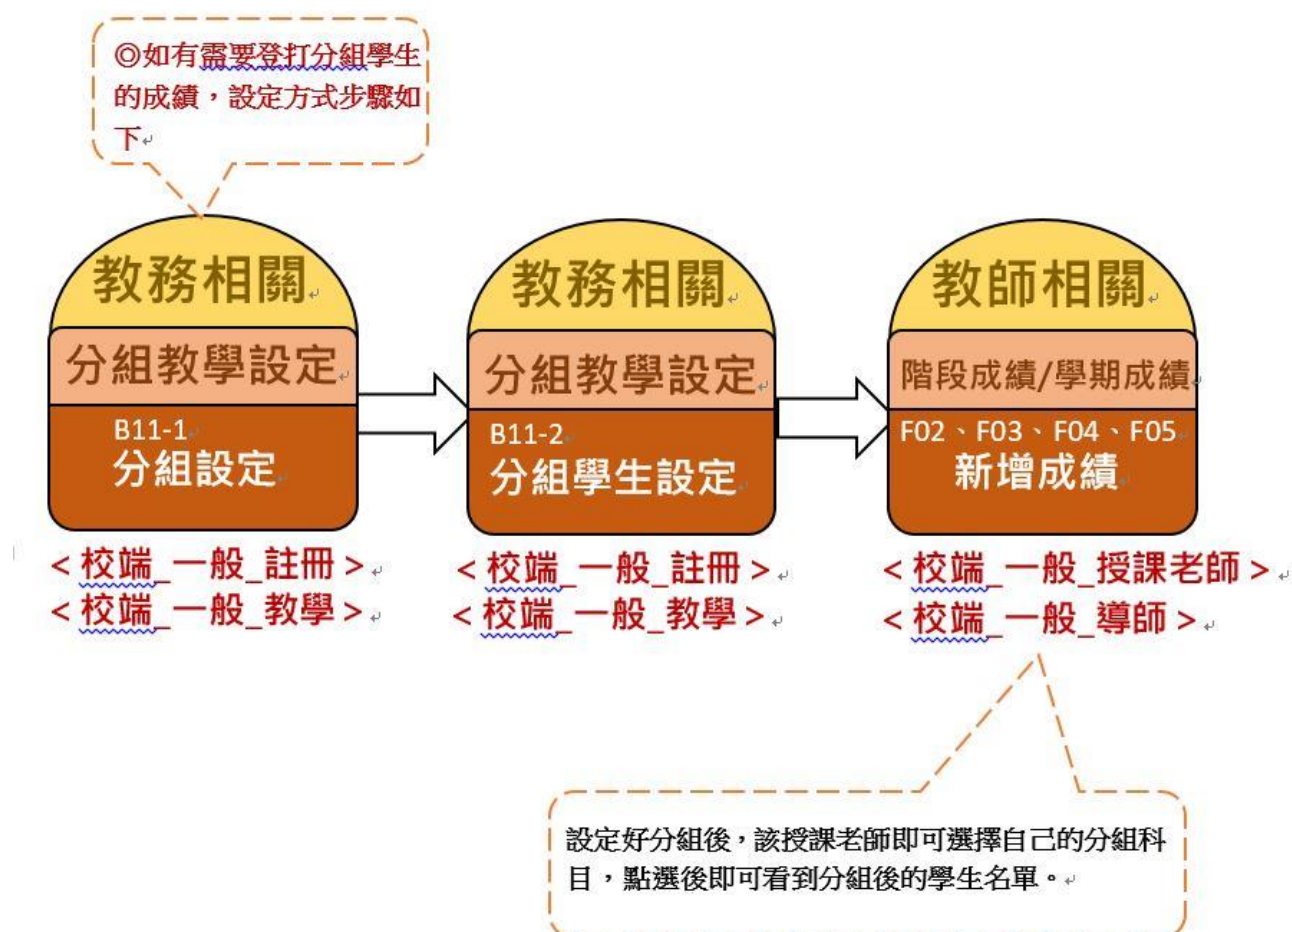 ◎如有需要登打分組學生
的成績，設定方式步驟如
下
教務相關
分組教學設定
B11-1
分組設定
<校端_一般_註冊>
<校端_一般_教學>
教務相關
分組教學設定
B11-2
分組學生設定
<校端_一般_註冊>
<校端_一般_教學>
教師相關
階段成績/學期成績
F02、F03、F04、F05
新增成績
<校端_一般_授課老師>
<校端_一般_導師>
設定好分組後，該授課老師即可選擇自己的分組科
目，點選後即可看到分組後的學生名單。